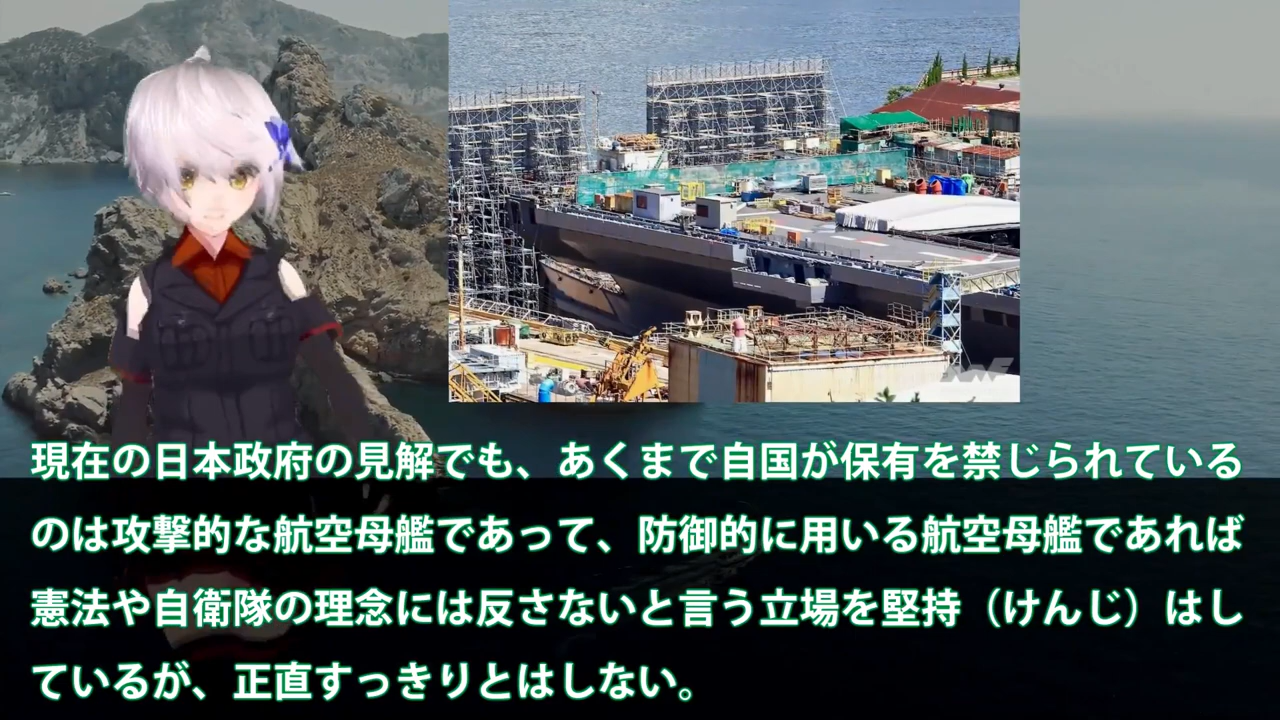 現在の日本政府の見解でも、あくまで自国が保有を禁じられている
のは攻撃的な航空母艦であって、防御的に用いる航空母艦であれば
憲法や自衛隊の理念には反さないと言う立場を堅持（けんじ）はし
ているが、正直すっきりとはしない。